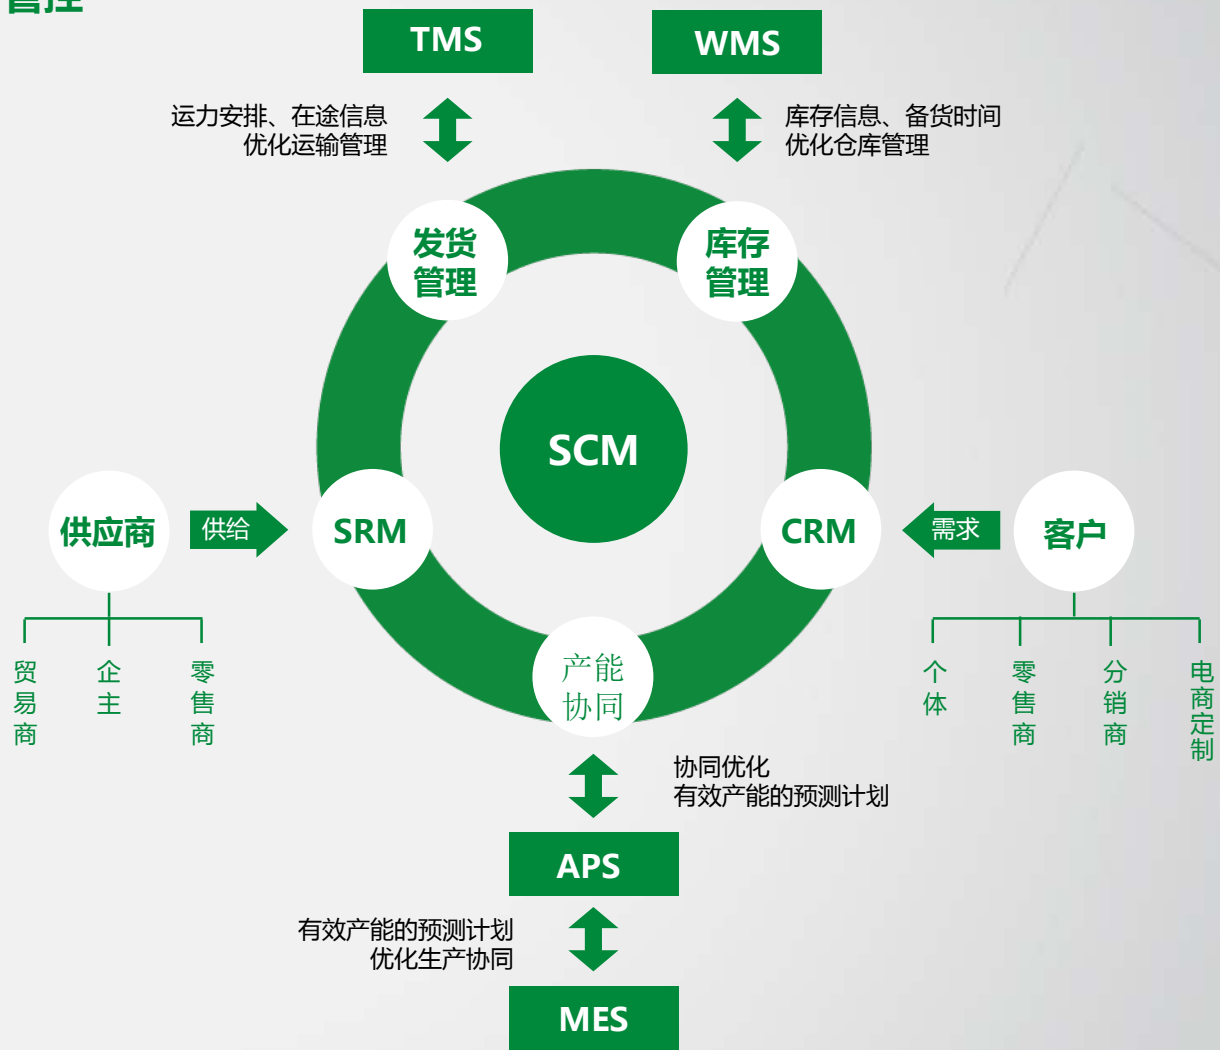 管控
TMS
WMS
运力安排、在途信息
优化运输管理
库存信息、备货时间
优化仓库管理
发货
管理
库存
管理
SCM
供应商
供给
SRM
CRM
需求
客户
贸易商
企主
零售商
产能
协同
个体
零售商
分销商
电商定制
协同优化
有效产能的预测计划
APS
有效产能的预测计划
优化生产协同
MES